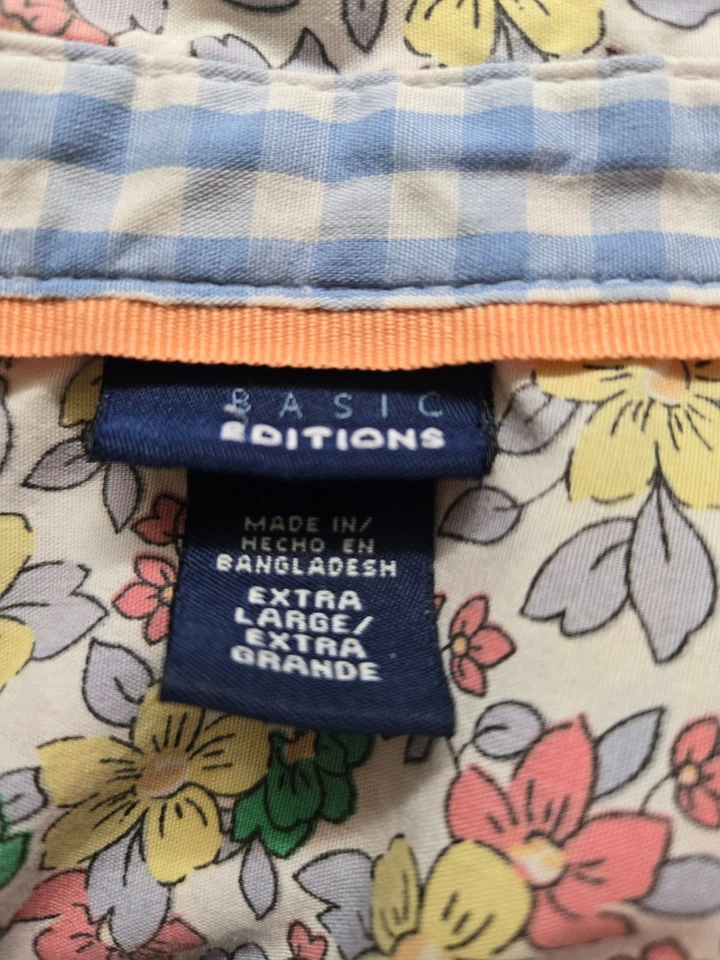 BASIC
EDITIONS
MADE IN/
HECHO EN
BANGLADESH
EXTRA
LARGE/
EXTRA
GRANDE